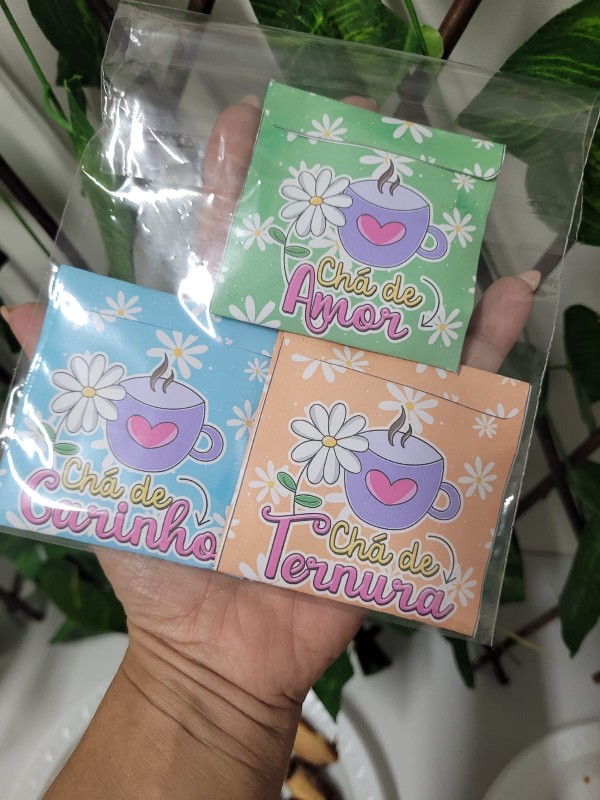 Chá de
Amor
Chá de
Carinho
Chá de
Ternura